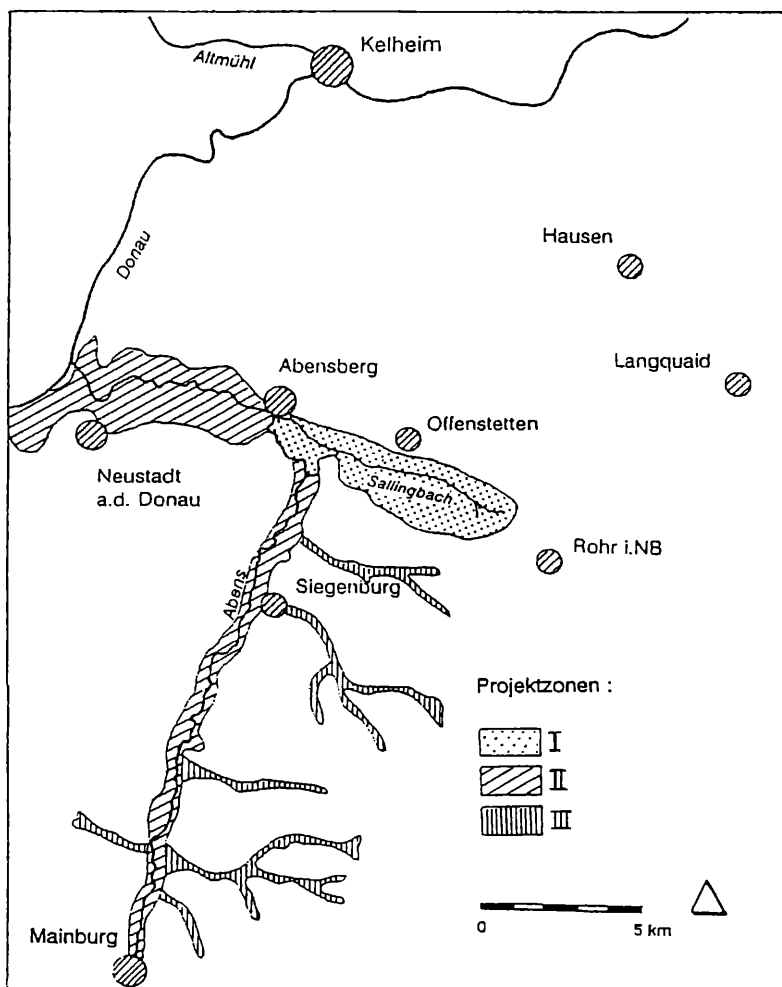 Altmühl
Kelheim
Donau
Hausen
Langquaid
Abensberg
Offenstetten
Neustadt
a.d. Donau
Sallingbach
Rohr i.NB
Abens
Siegenburg
Projektzonen :
I
II
III
Mainburg
0
5 km